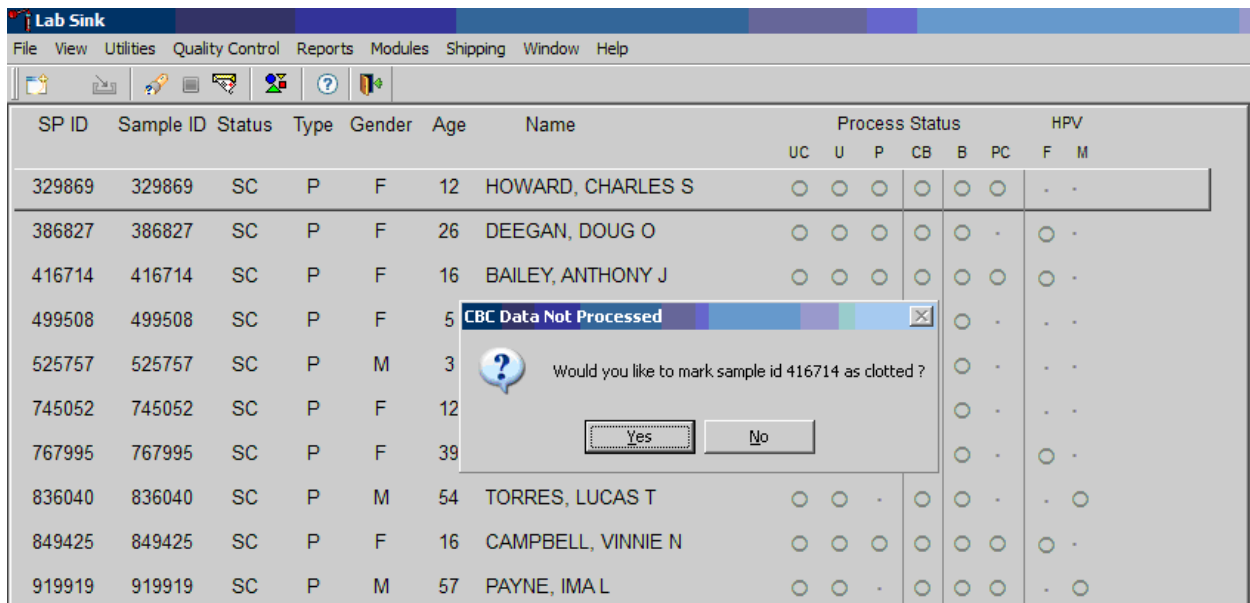 Lab Sink
File View Utilities Quality Control Reports Modules Shipping Window Help
SP ID Sample ID Status Type Gender Age Name Process Status HPV
UC U P CB B PC F M
329869 329869 SC P F 12 HOWARD, CHARLES S
386827 386827 SC P F 26 DEEGAN, DOUG O
416714 416714 SC P F 16 BAILEY, ANTHONY J
499508 499508 SC P F 5
CBC Data Not Processed
525757 525757 SC P M 3
Would you like to mark sample id 416714 as clotted ?
745052 745052 SC P F 12
Yes No
767995 767995 SC P F 39
836040 836040 SC P M 54 TORRES, LUCAS T
849425 849425 SC P F 16 CAMPBELL, VINNIE N
919919 919919 SC P M 57 PAYNE, IMA L